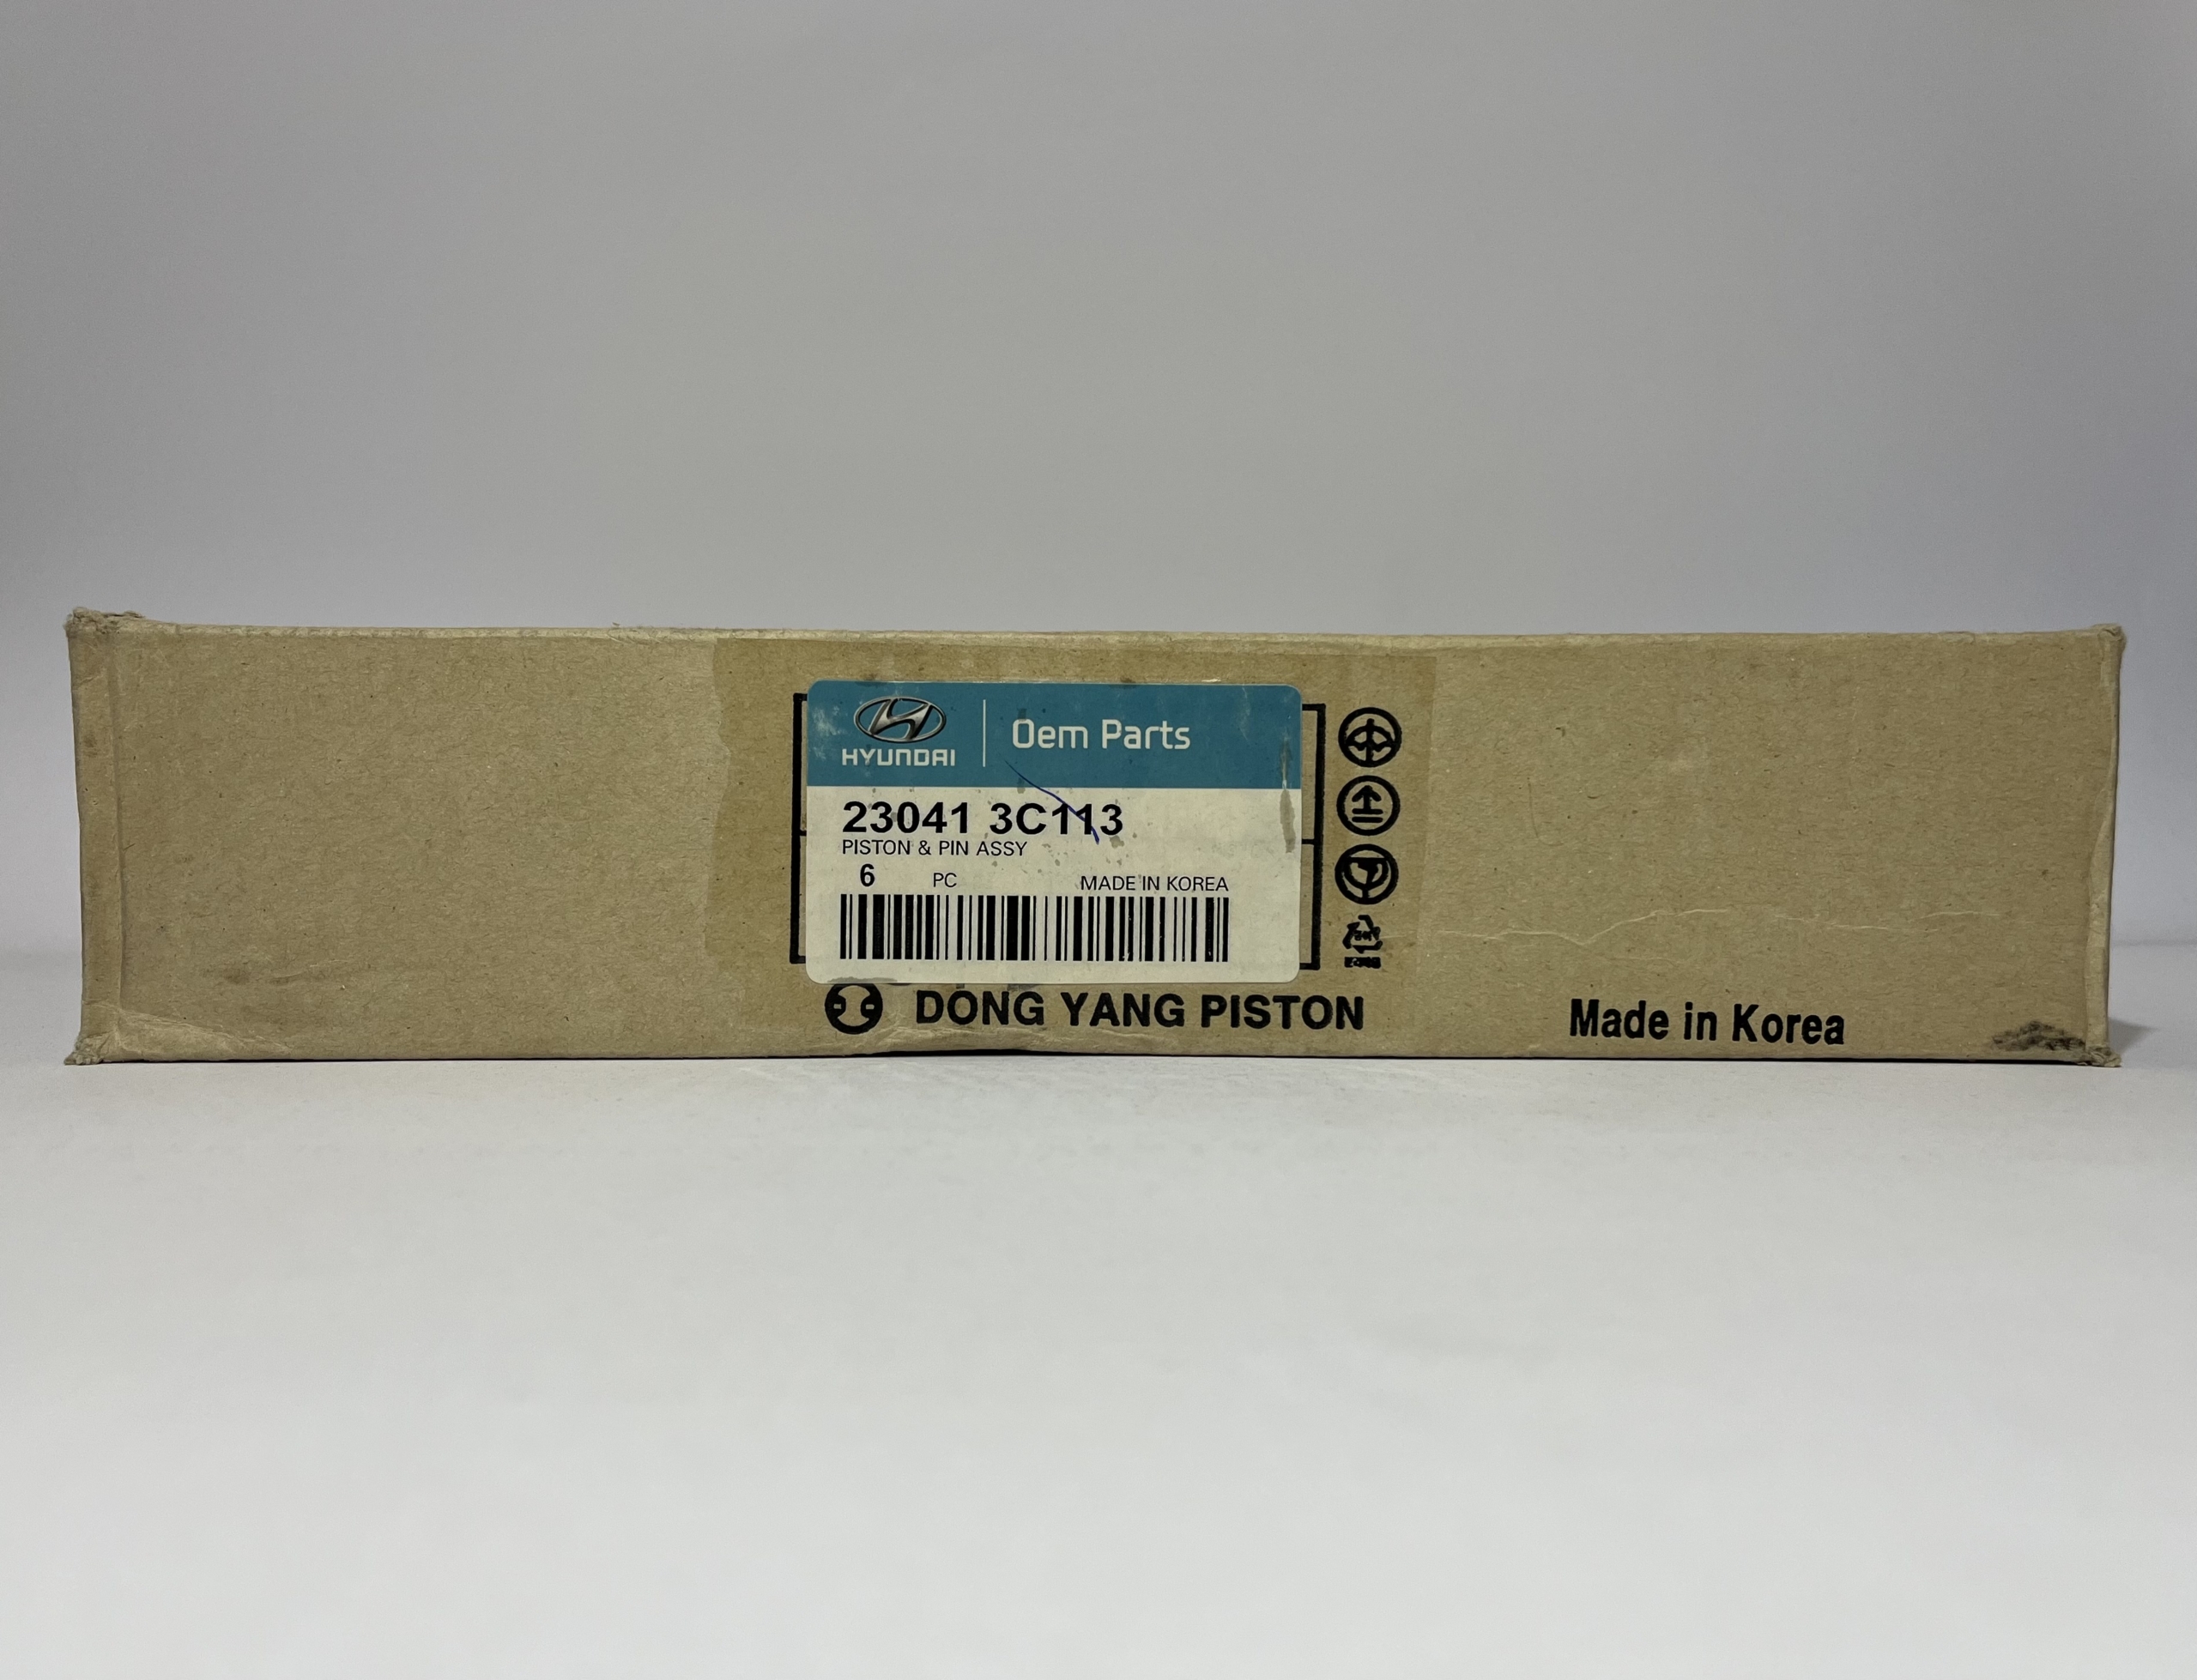 HYUNDAI
Oem Parts
23041 3C113
PISTON & PIN ASSY
6 PC MADE IN KOREA
DONG YANG PISTON
Made in Korea